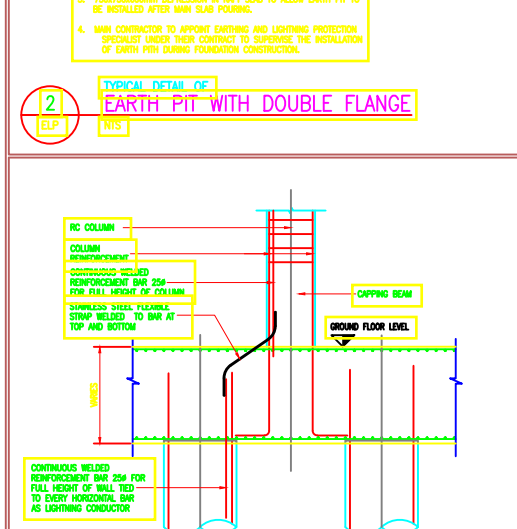 BE INSTALLED AFTER MAIN SLAB POURING.
4. MAIN CONTRACTOR TO APPOINT EARTHING AND LIGHTNING PROTECTION
SPECIALIST UNDER THEIR CONTRACT TO SUPERVISE THE INSTALLATION
OF EARTH PITH DURING FOUNDATION CONSTRUCTION.
TYPICAL DETAIL OF
2 EARTH PIT WITH DOUBLE FLANGE
ELP NTS
RC COLUMN
COLUMN
REINFORCEMENT
CONTINUOUS WELDED
REINFORCEMENT BAR 25ø
FOR FULL HEIGHT OF COLUMN
CAPPING BEAM
STAINLESS STEEL FLEXIBLE
STRAP WELDED TO BAR AT
TOP AND BOTTOM
GROUND FLOOR LEVEL
VARIES
CONTINUOUS WELDED
REINFORCEMENT BAR 25ø FOR
FULL HEIGHT OF WALL TIED
TO EVERY HORIZONTAL BAR
AS LIGHTNING CONDUCTOR